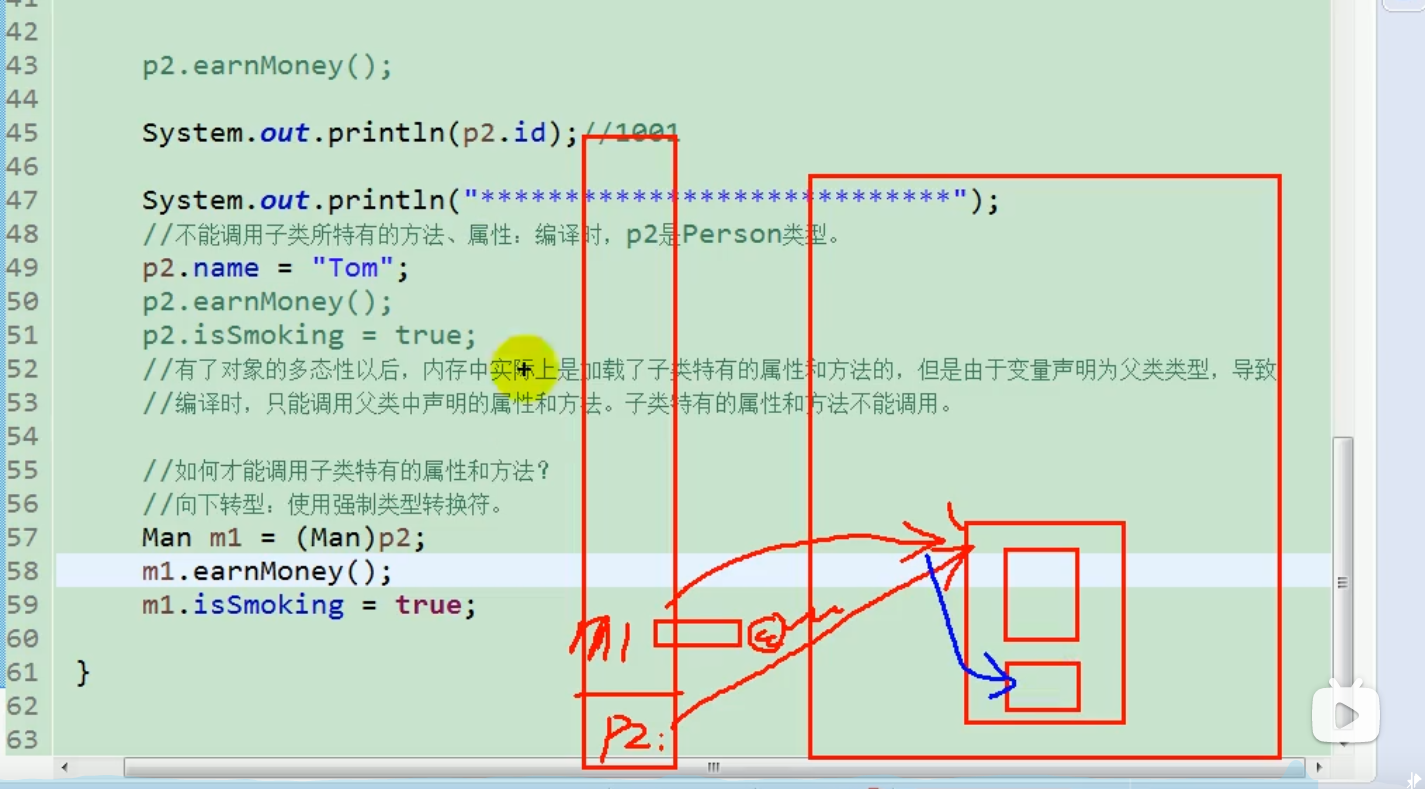 41
42
43 p2.earnMoney();
44
45 System.out.println(p2.id);//1001
46
47 System.out.println("****************************");
48 //不能调用子类所特有的方法、属性：编译时，p2是Person类型。
49 p2.name = "Tom";
50 p2.earnMoney();
51 p2.isSmoking = true;
52 //有了对象的多态性以后，内存中实际上是加载了子类特有的属性和方法的，但是由于变量声明为父类类型，导致
53 //编译时，只能调用父类中声明的属性和方法。子类特有的属性和方法不能调用。
54
55 //如何才能调用子类特有的属性和方法？
56 //向下转型：使用强制类型转换符。
57 Man m1 = (Man)p2;
58 m1.earnMoney();
59 m1.isSmoking = true;
60
61 }
62
63
m1
P2: